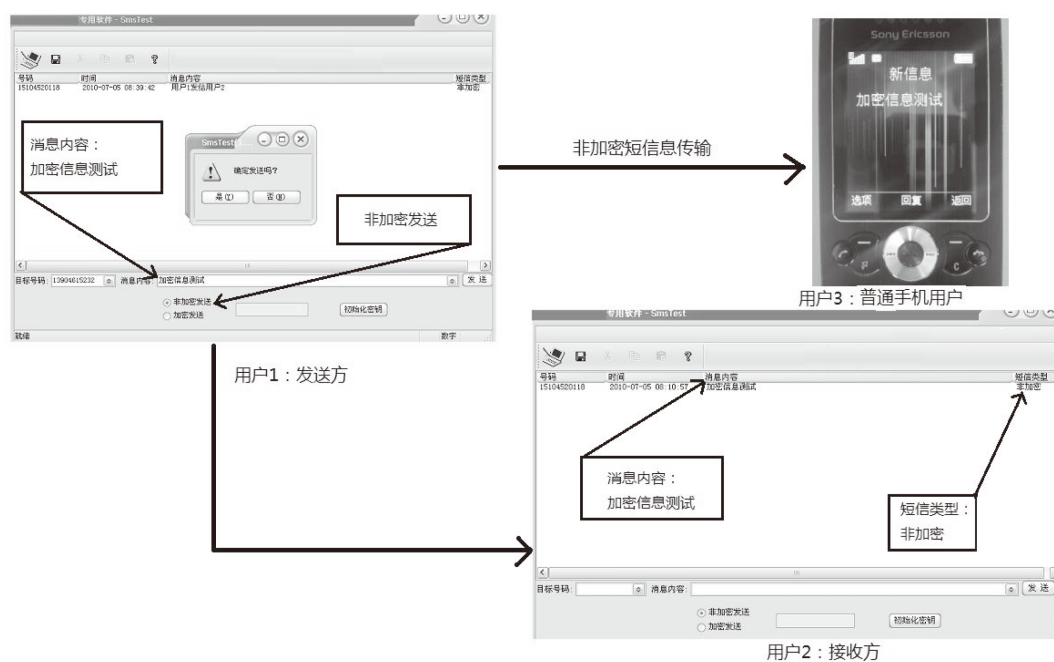 专用软件 - SmsTest
号码 时间 消息内容 短信类型
15104520118 2010-07-05 08:39:42 用户1发信用户2 非加密
消息内容：
加密信息测试
SmsTest
确定发送吗?
是(Y) 否(N)
非加密发送
目标号码: 13904615232 消息内容: 加密信息测试 发送
非加密发送
加密发送
初始化密钥
就绪 数字
用户1：发送方
非加密短信息传输
Sony Ericsson
新信息
加密信息测试
选项 回复 返回
用户3：普通手机用户
专用软件 - SmsTest
号码 时间 消息内容 短信类型
15104520118 2010-07-05 08:10:57 加密信息测试 非加密
消息内容：
加密信息测试
短信类型：
非加密
目标号码: 消息内容: 发送
非加密发送
加密发送
初始化密钥
用户2：接收方